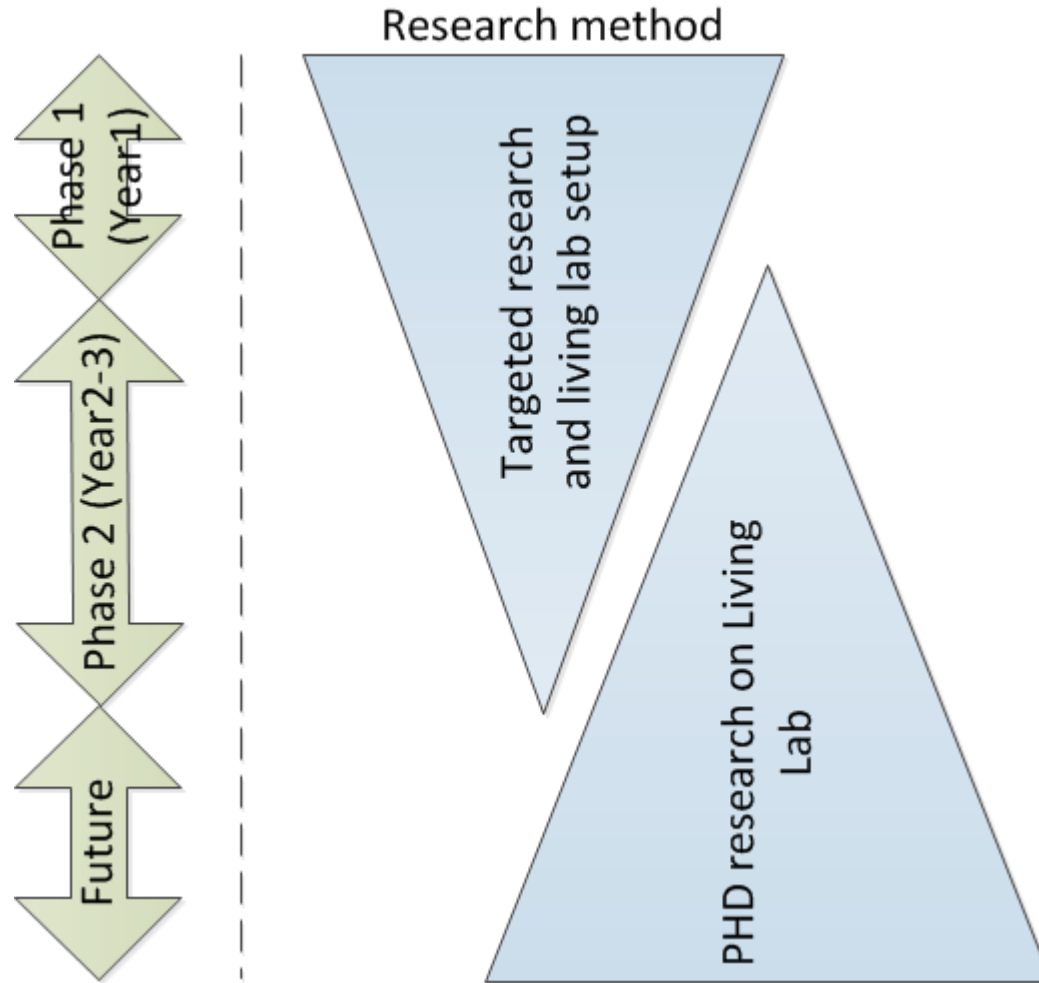 Research method
Phase 1
(Year1)
Phase 2 (Year2-3)
Future
Targeted research
and living lab setup
PHD research on Living
Lab